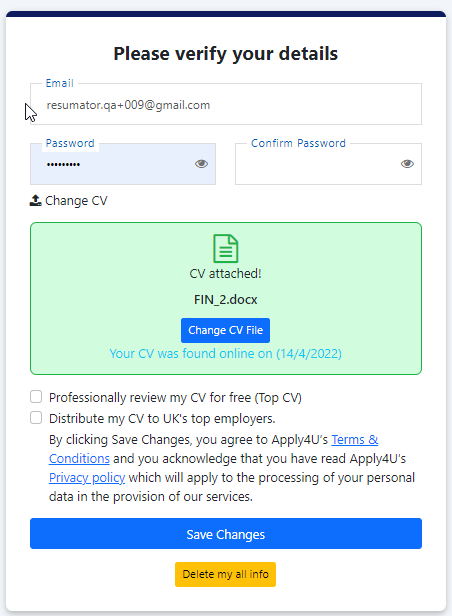 Please verify your details
Email
resumator.qa+009@gmail.com
Password
Confirm Password
•••••••••
Change CV
CV attached!
FIN_2.docx
Change CV File
Your CV was found online on (14/4/2022)
Professionally review my CV for free (Top CV)
Distribute my CV to UK's top employers.
By clicking Save Changes, you agree to Apply4U's Terms &
Conditions and you acknowledge that you have read Apply4U's
Privacy policy which will apply to the processing of your personal
data in the provision of our services.
Save Changes
Delete my all info